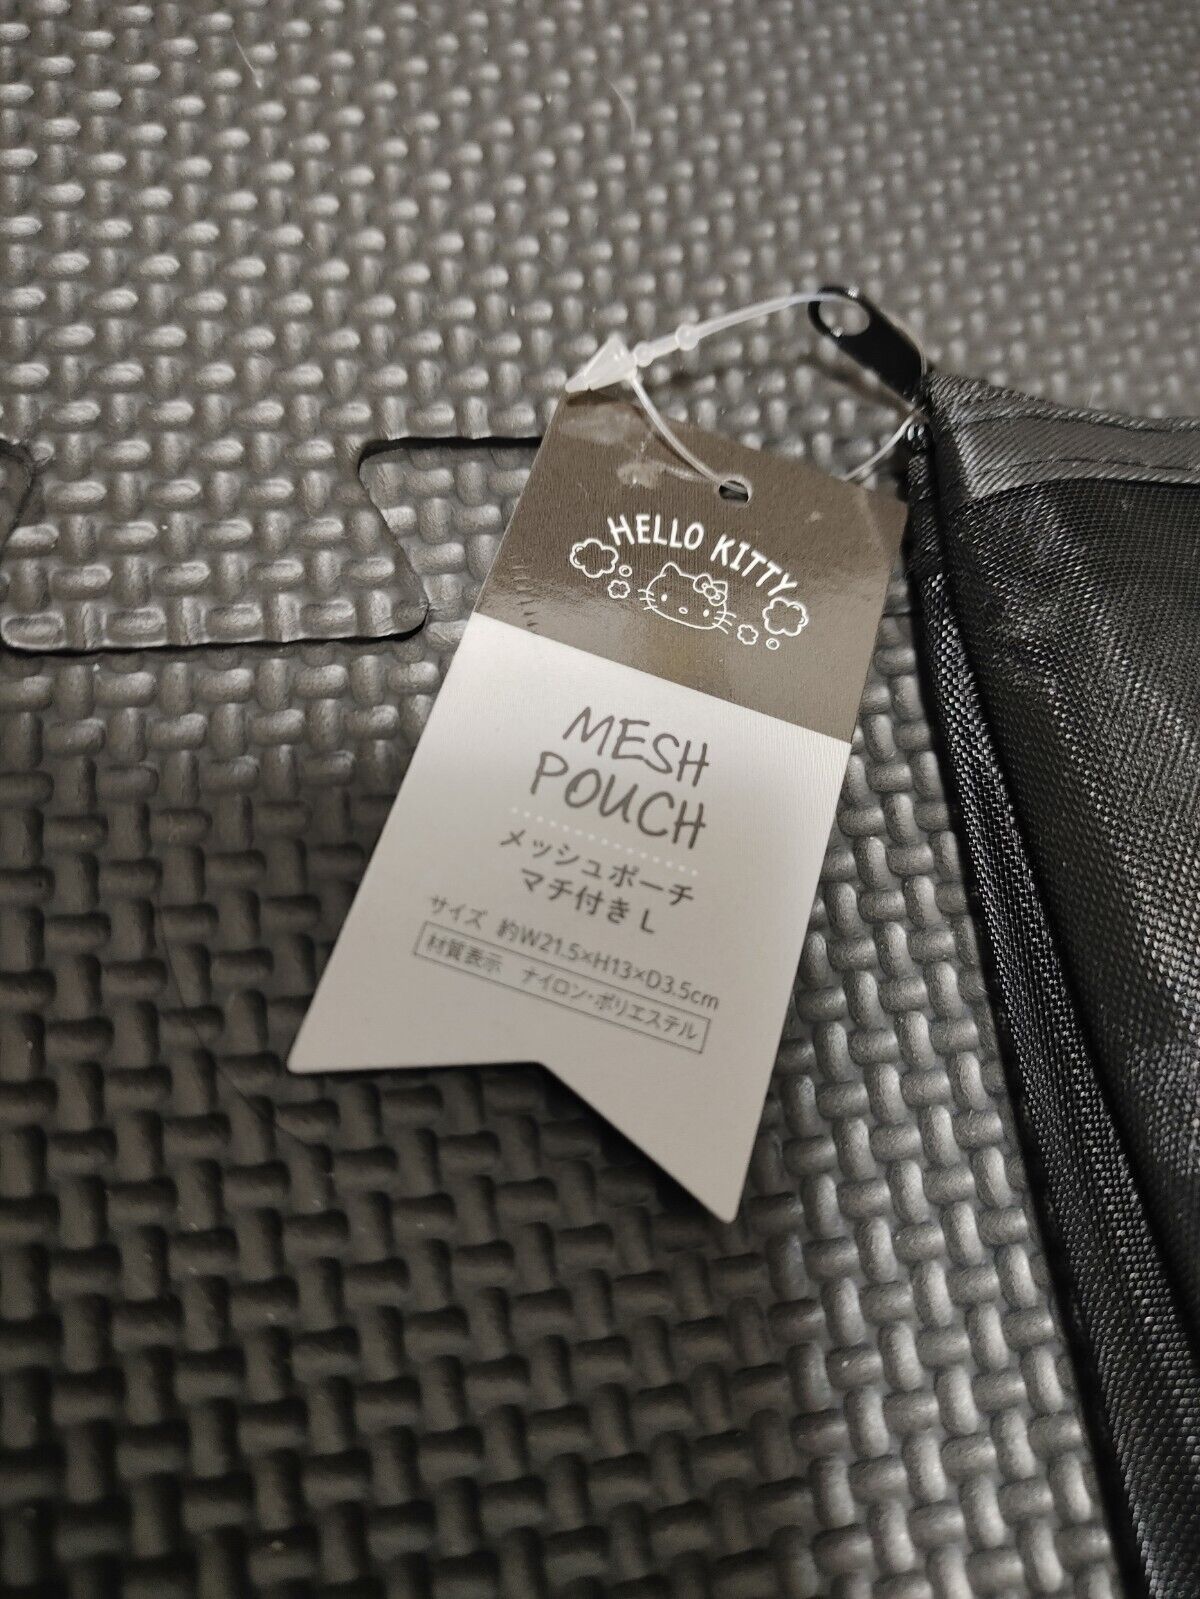 HELLO KITTY
MESH
POUCH
メッシュポーチ
マチ付き L
サイズ 約W21.5×H13×D3.5cm
材質表示 ナイロン・ポリエステル